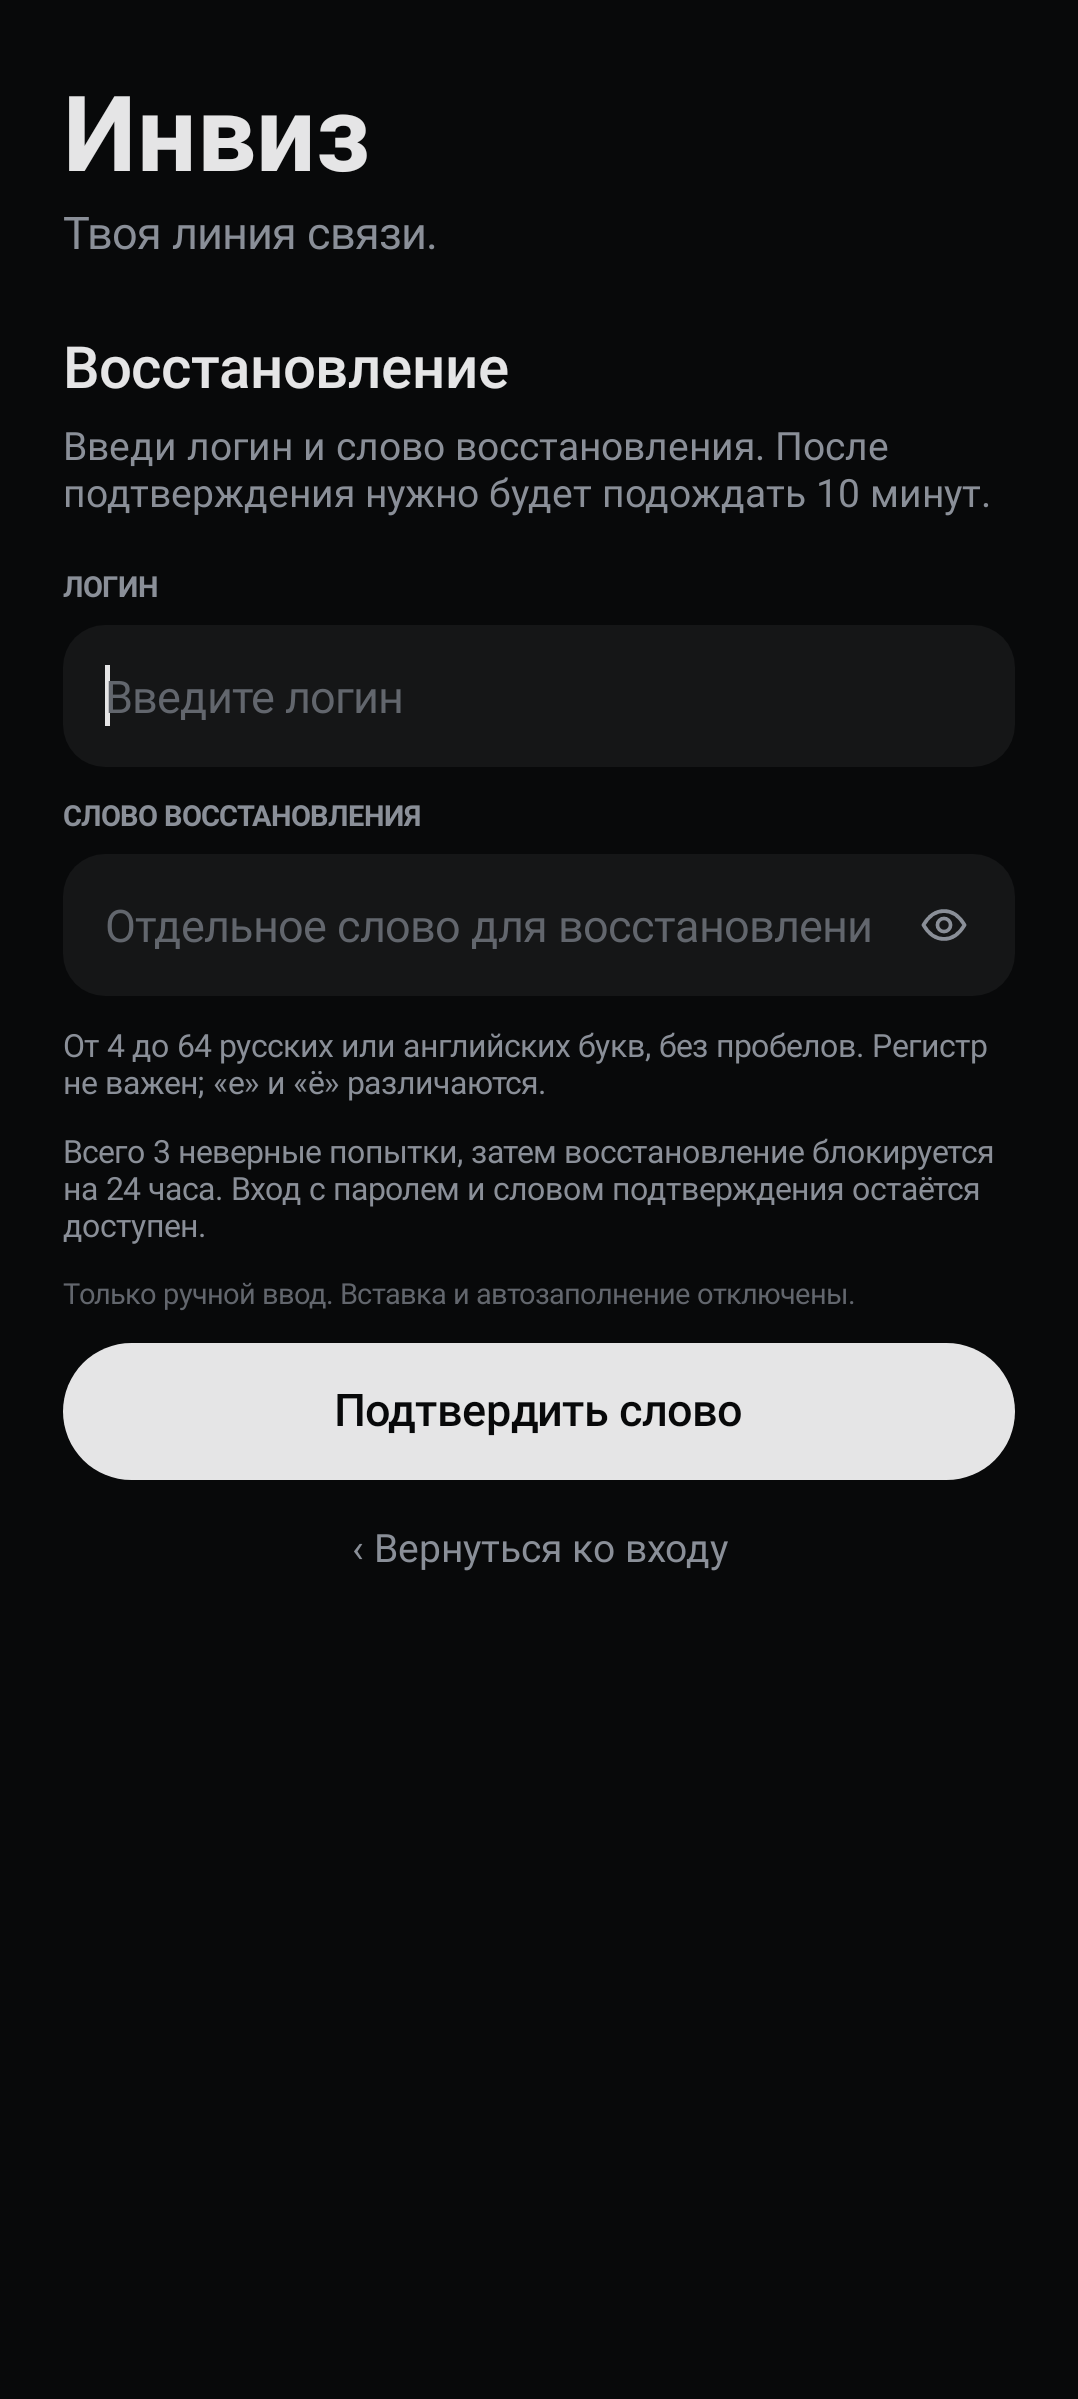 Инвиз
Твоя линия связи.
Восстановление
Введи логин и слово восстановления. После
подтверждения нужно будет подождать 10 минут.
ЛОГИН
Введите логин
СЛОВО ВОССТАНОВЛЕНИЯ
Отдельное слово для восстановлени
От 4 до 64 русских или английских букв, без пробелов. Регистр
не важен; «е» и «ё» различаются.
Всего 3 неверные попытки, затем восстановление блокируется
на 24 часа. Вход с паролем и словом подтверждения остаётся
доступен.
Только ручной ввод. Вставка и автозаполнение отключены.
Подтвердить слово
‹ Вернуться ко входу